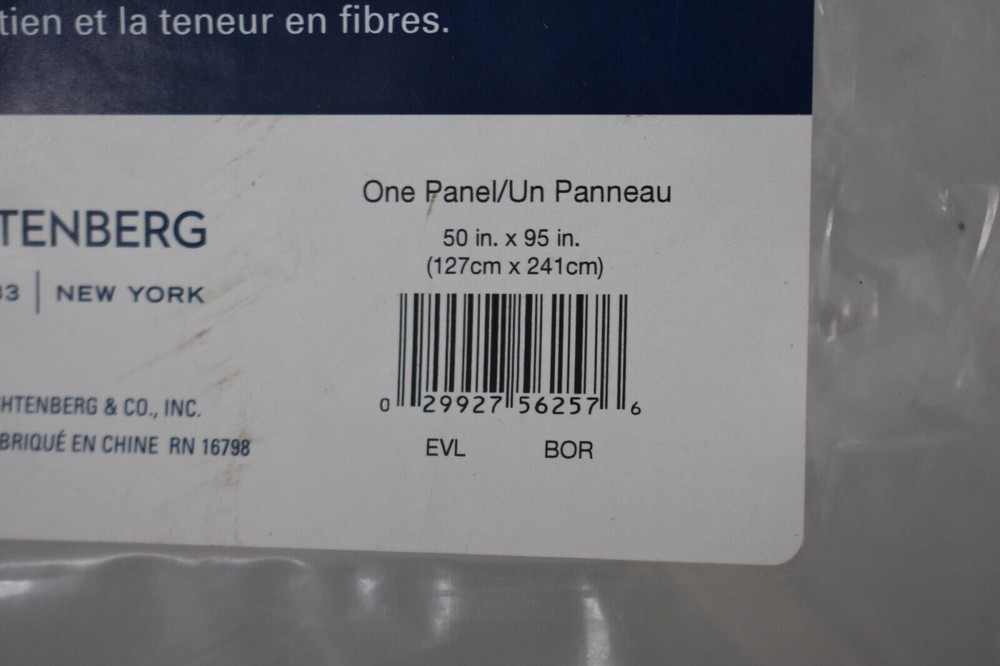 tien et la teneur en fibres.
TENBERG
NEW YORK
HTENBERG & CO., INC.
BRIQUÉ EN CHINE RN 16798
One Panel/Un Panneau
50 in. x 95 in.
(127cm x 241cm)
0 29927 56257 6
EVL BOR